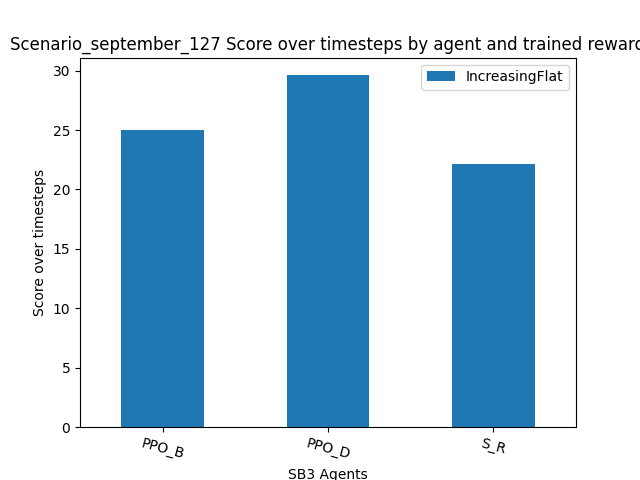 Scenario_september_127 Score over timesteps by agent and trained reward
IncreasingFlat
30
25
20
15
10
5
0
Score over timesteps
PPO_B
PPO_D
S_R
SB3 Agents